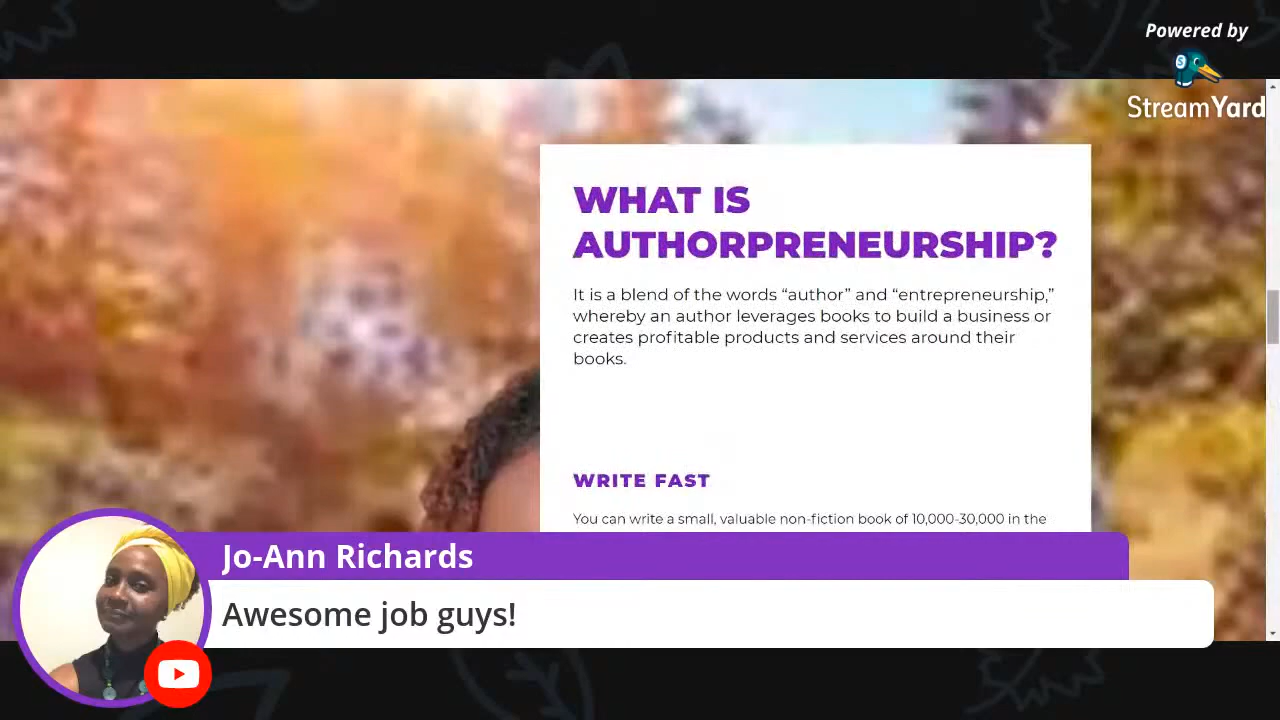 Powered by
StreamYard
WHAT IS
AUTHORPRENEURSHIP?
It is a blend of the words “author” and “entrepreneurship,”
whereby an author leverages books to build a business or
creates profitable products and services around their
books.
WRITE FAST
You can write a small, valuable non-fiction book of 10,000-30,000 in the
Jo-Ann Richards
Awesome job guys!